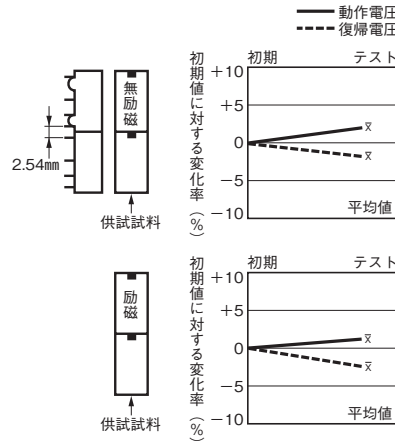 動作電圧
復帰電圧
無励磁
2.54mm
供試試料
初期値に対する変化率(%)
初期
テスト
+10
+5
0
−5
−10
x̄
x̄
平均値
励磁
供試試料
初期値に対する変化率(%)
初期
テスト
+10
+5
0
−5
−10
x̄
x̄
平均値